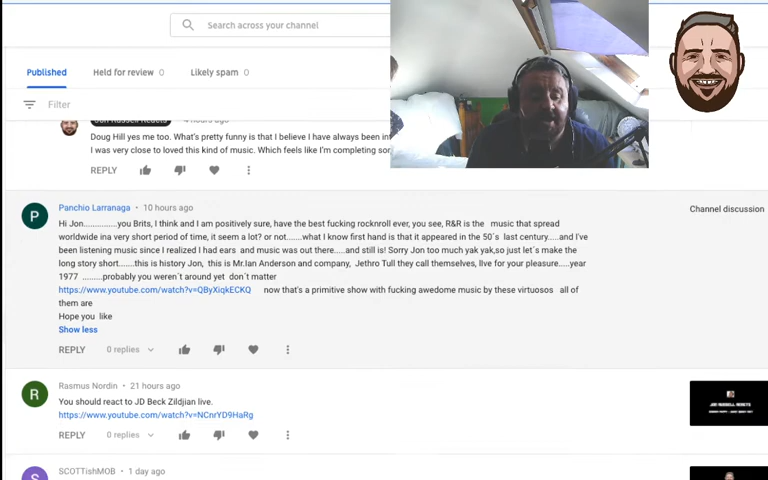 Search across your channel
Published
Held for review 0
Likely spam 0
Filter
Jon Russell Reacts 4 hours ago
Doug Hill yes me too. What's pretty funny is that I believe I have always been int
I was very close to loved this kind of music. Which feels like I'm completing son
REPLY
P
Panchio Larranaga • 10 hours ago
Channel discussion
Hi Jon..............you Brits, I think and I am positively sure, have the best fucking rocknroll ever, you see, R&R is the music that spread
worldwide ina very short period of time, it seem a lot? or not.......what I know first hand is that it appeared in the 50´s last century.....and I've
been listening music since I realized I had ears and music was out there.....and still is! Sorry Jon too much yak yak,so just let´s make the
long story short......this is history Jon, this is Mr.Ian Anderson and company, Jethro Tull they call themselves, lIve for your pleasure.....year
1977 .........probably you weren´t around yet don´t matter
https://www.youtube.com/watch?v=QByXiqkECKQ now that's a primitive show with fucking awedome music by these virtuosos all of
them are
Hope you like
Show less
REPLY 0 replies
R
Rasmus Nordin • 21 hours ago
You should react to JD Beck Zildjian live.
https://www.youtube.com/watch?v=NCnrYD9HaRg
JON RUSSELL REACTS
REPLY 0 replies
S
SCOTTishMOB • 1 day ago